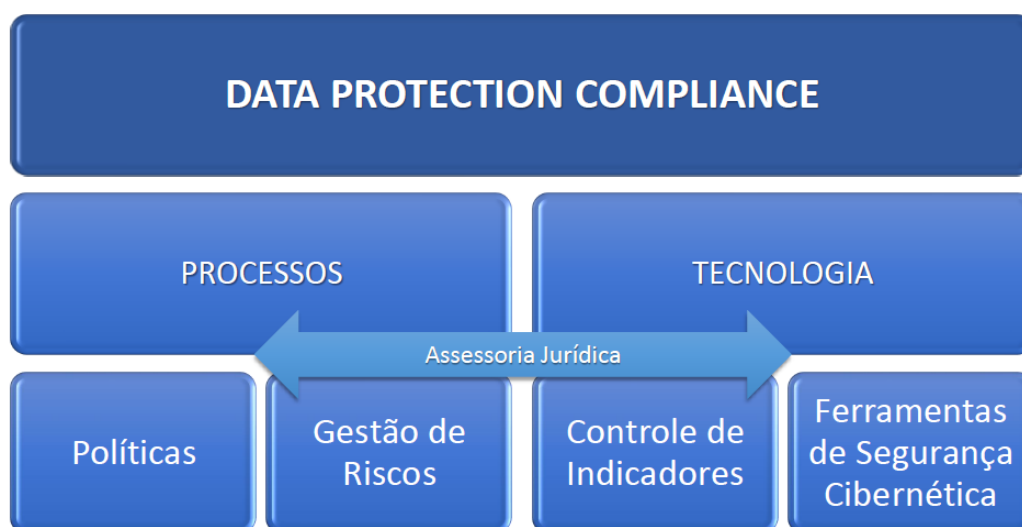 DATA PROTECTION COMPLIANCE
PROCESSOS
TECNOLOGIA
Assessoria Jurídica
Políticas
Gestão de
Riscos
Controle de
Indicadores
Ferramentas
de Segurança
Cibernética